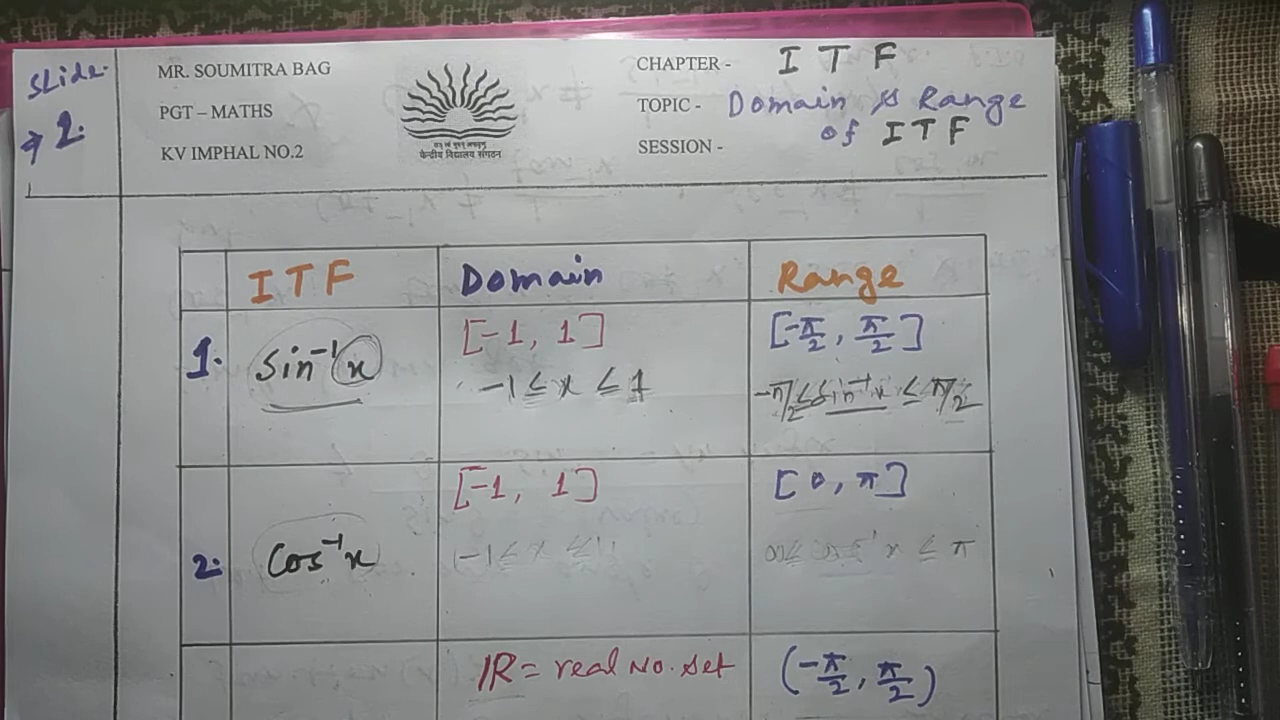 Slide.
→ 2.
MR. SOUMITRA BAG
PGT – MATHS
KV IMPHAL NO.2
केन्द्रीय विद्यालय संगठन
CHAPTER - ITF
TOPIC - Domain & Range
of ITF
SESSION -
ITF Domain Range
1. sin⁻¹x [-1, 1] [-π/2, π/2]
-1 ≤ x ≤ 1 -π/2 ≤ sin⁻¹x ≤ π/2
2. Cos⁻¹x [-1, 1] [0, π]
-1 ≤ x ≤ 1 0 ≤ cos⁻¹x ≤ π
IR = real No. set (-π/2, π/2)